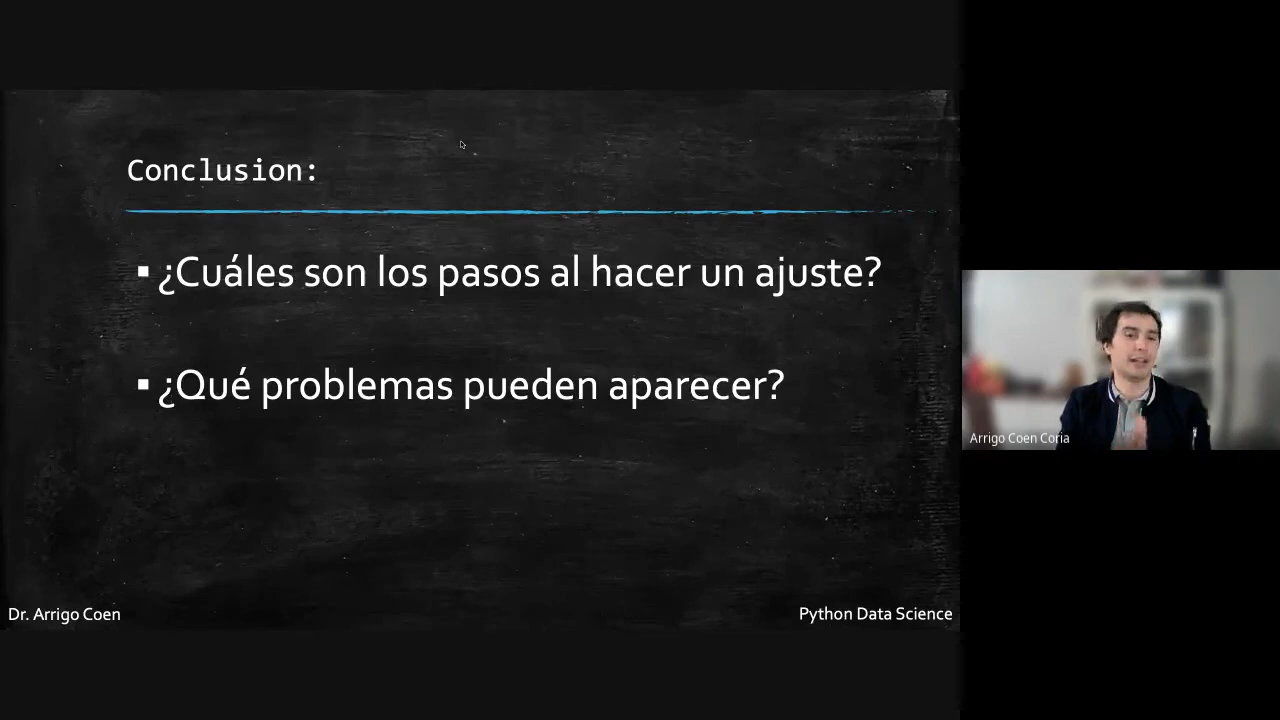 Conclusion:
▪ ¿Cuáles son los pasos al hacer un ajuste?
▪ ¿Qué problemas pueden aparecer?
Dr. Arrigo Coen
Python Data Science
Arrigo Coen Coria